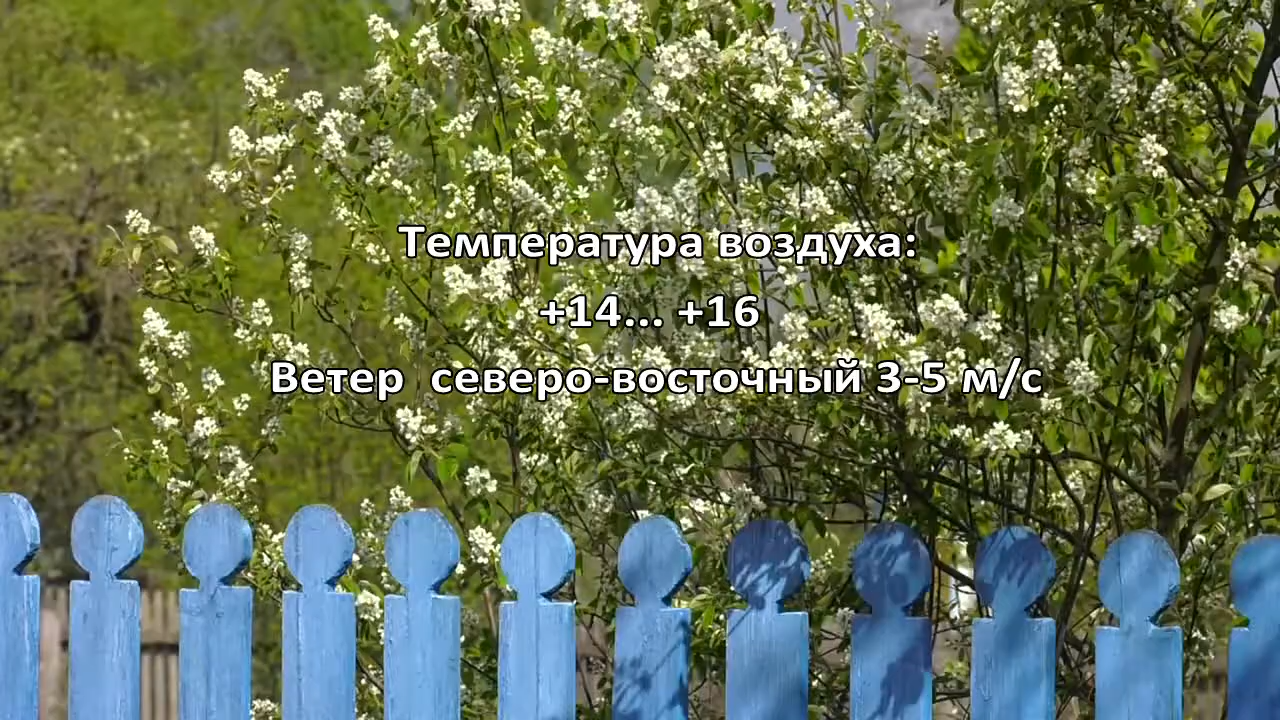 Температура воздуха:
+14... +16
Ветер  северо-восточный 3-5 м/с